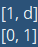 [1, d]
[0, 1]